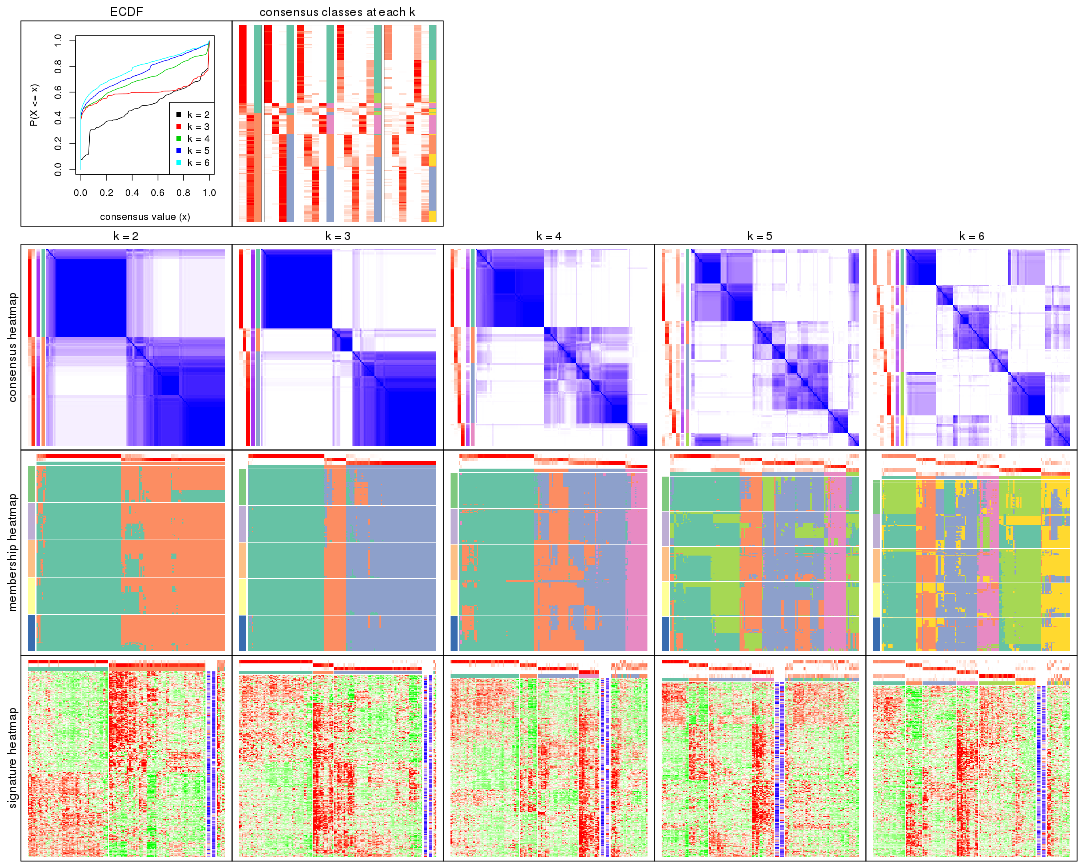 ECDF
consensus classes at each k
P(X <= x)
0.0 0.2 0.4 0.6 0.8 1.0
k = 2
k = 3
k = 4
k = 5
k = 6
0.0 0.2 0.4 0.6 0.8 1.0
consensus value (x)
k = 2 k = 3 k = 4 k = 5 k = 6
consensus heatmap
membership heatmap
signature heatmap